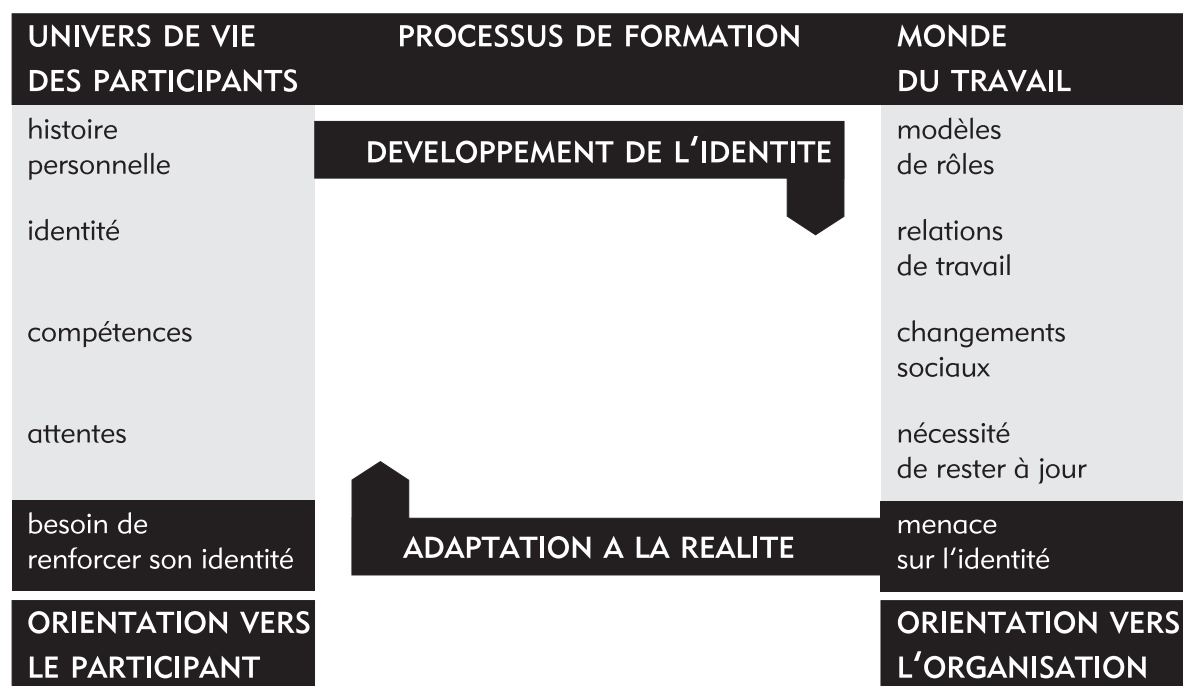 UNIVERS DE VIE
DES PARTICIPANTS
PROCESSUS DE FORMATION
MONDE
DU TRAVAIL
histoire
personnelle
DEVELOPPEMENT DE L'IDENTITE
modèles
de rôles
identité
relations
de travail
compétences
changements
sociaux
attentes
nécessité
de rester à jour
besoin de
renforcer son identité
ADAPTATION A LA REALITE
menace
sur l'identité
ORIENTATION VERS
LE PARTICIPANT
ORIENTATION VERS
L'ORGANISATION